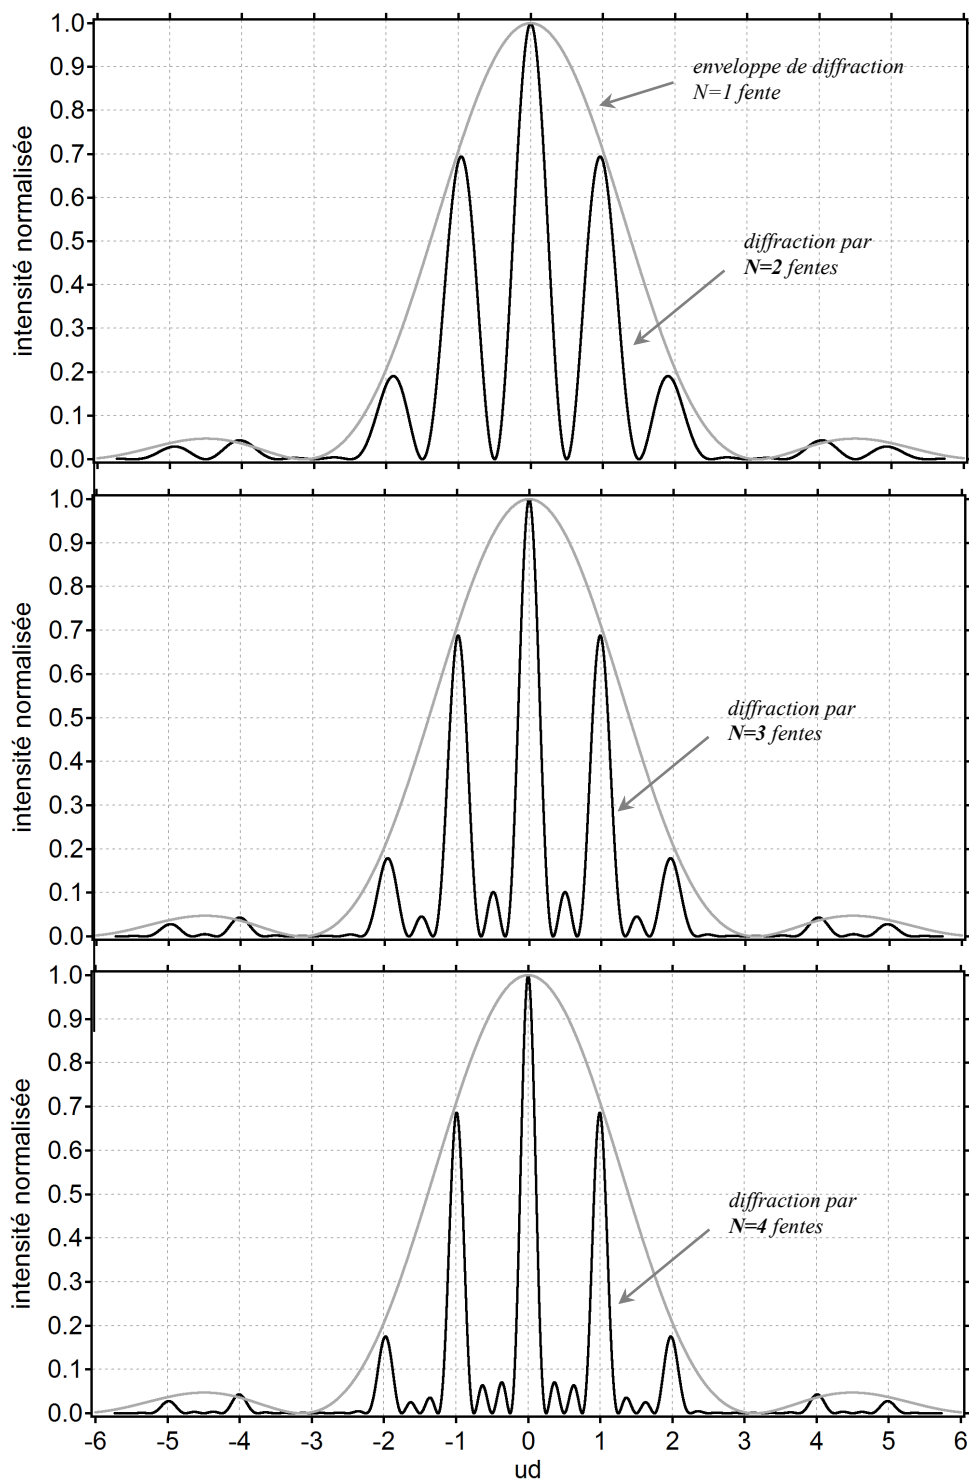 1.0
0.9
0.8
0.7
0.6
0.5
0.4
0.3
0.2
0.1
0.0
intensité normalisée
enveloppe de diffraction
N=1 fente
diffraction par
N=2 fentes
1.0
0.9
0.8
0.7
0.6
0.5
0.4
0.3
0.2
0.1
0.0
intensité normalisée
diffraction par
N=3 fentes
1.0
0.9
0.8
0.7
0.6
0.5
0.4
0.3
0.2
0.1
0.0
intensité normalisée
diffraction par
N=4 fentes
-6 -5 -4 -3 -2 -1 0 1 2 3 4 5 6
ud